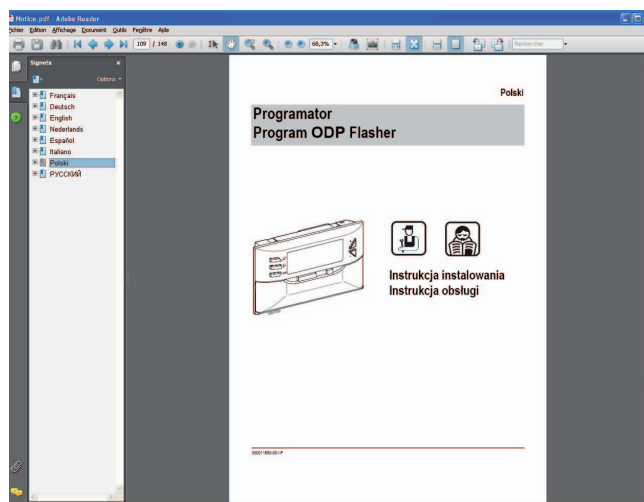 Notice.pdf - Adobe Reader
Fichier Edition Affichage Document Outils Fenêtre Aide
109 / 148 68,3% Rechercher
Signets
Options
Français
Deutsch
English
Nederlands
Español
Italiano
Polski
РУССКИЙ
Polski
Programator
Program ODP Flasher
Instrukcja instalowania
Instrukcja obsługi